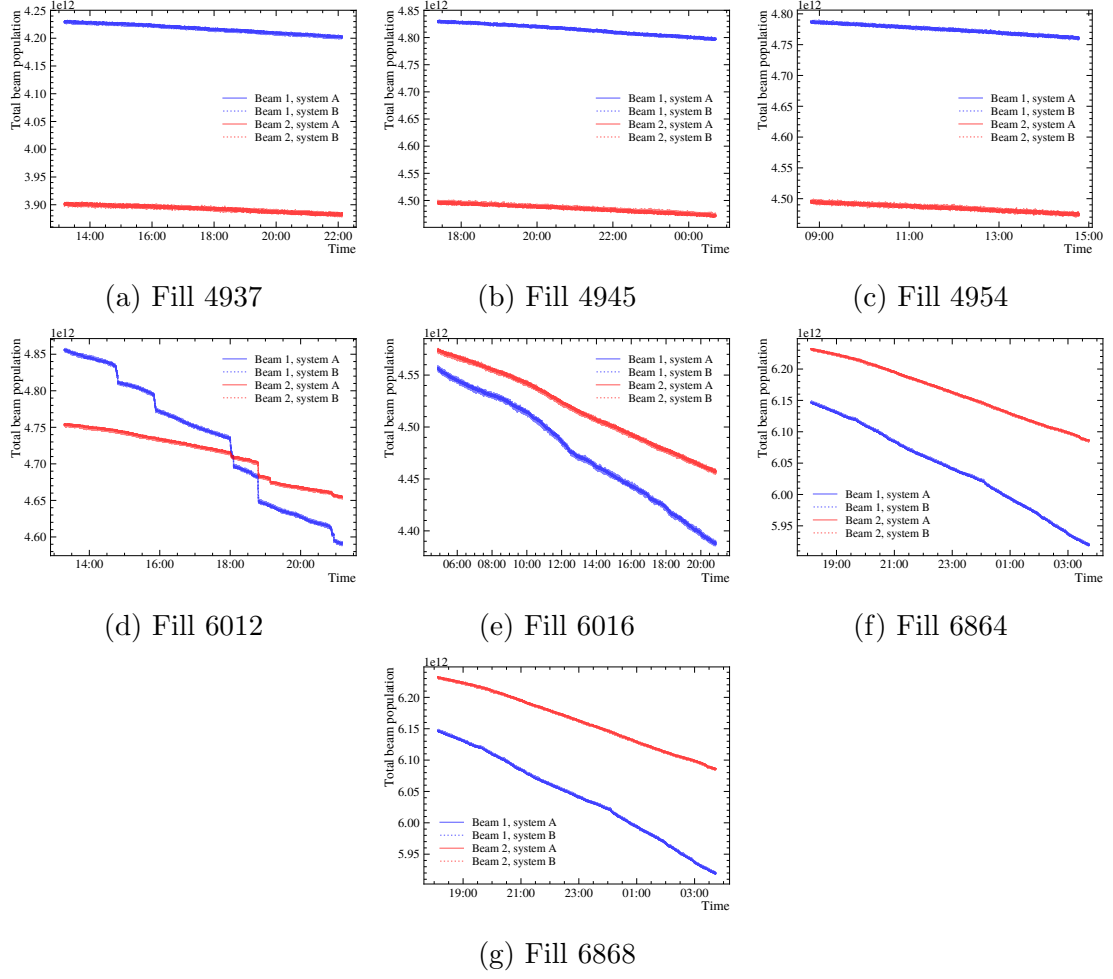 1e12
Total beam population
4.25
4.20
4.15
4.10
4.05
4.00
3.95
3.90
Beam 1, system A
Beam 1, system B
Beam 2, system A
Beam 2, system B
14:00 16:00 18:00 20:00 22:00
Time
(a) Fill 4937
1e12
Total beam population
4.85
4.80
4.75
4.70
4.65
4.60
4.55
4.50
Beam 1, system A
Beam 1, system B
Beam 2, system A
Beam 2, system B
18:00 20:00 22:00 00:00
Time
(b) Fill 4945
1e12
Total beam population
4.80
4.75
4.70
4.65
4.60
4.55
4.50
Beam 1, system A
Beam 1, system B
Beam 2, system A
Beam 2, system B
09:00 11:00 13:00 15:00
Time
(c) Fill 4954
1e12
Total beam population
4.85
4.80
4.75
4.70
4.65
4.60
Beam 1, system A
Beam 1, system B
Beam 2, system A
Beam 2, system B
14:00 16:00 18:00 20:00
Time
(d) Fill 6012
1e12
Total beam population
4.55
4.50
4.45
4.40
Beam 1, system A
Beam 1, system B
Beam 2, system A
Beam 2, system B
06:00 08:00 10:00 12:00 14:00 16:00 18:00 20:00
Time
(e) Fill 6016
1e12
Total beam population
6.20
6.15
6.10
6.05
6.00
5.95
Beam 1, system A
Beam 1, system B
Beam 2, system A
Beam 2, system B
19:00 21:00 23:00 01:00 03:00
Time
(f) Fill 6864
1e12
Total beam population
6.20
6.15
6.10
6.05
6.00
5.95
Beam 1, system A
Beam 1, system B
Beam 2, system A
Beam 2, system B
19:00 21:00 23:00 01:00 03:00
Time
(g) Fill 6868